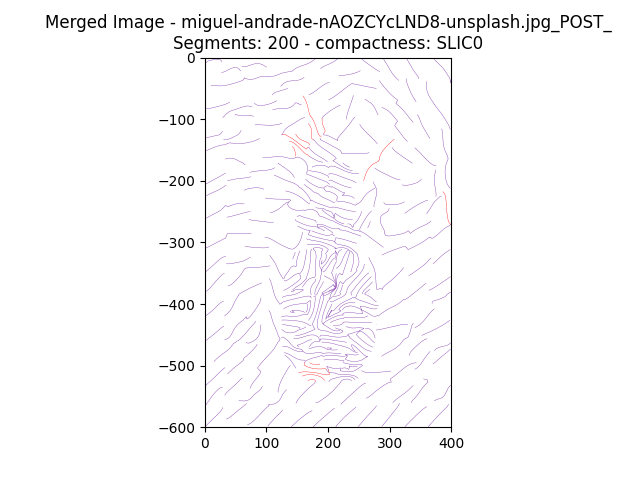 Merged Image - miguel-andrade-nAOZCYcLND8-unsplash.jpg_POST_
Segments: 200 - compactness: SLIC0
0
−100
−200
−300
−400
−500
−600
0 100 200 300 400